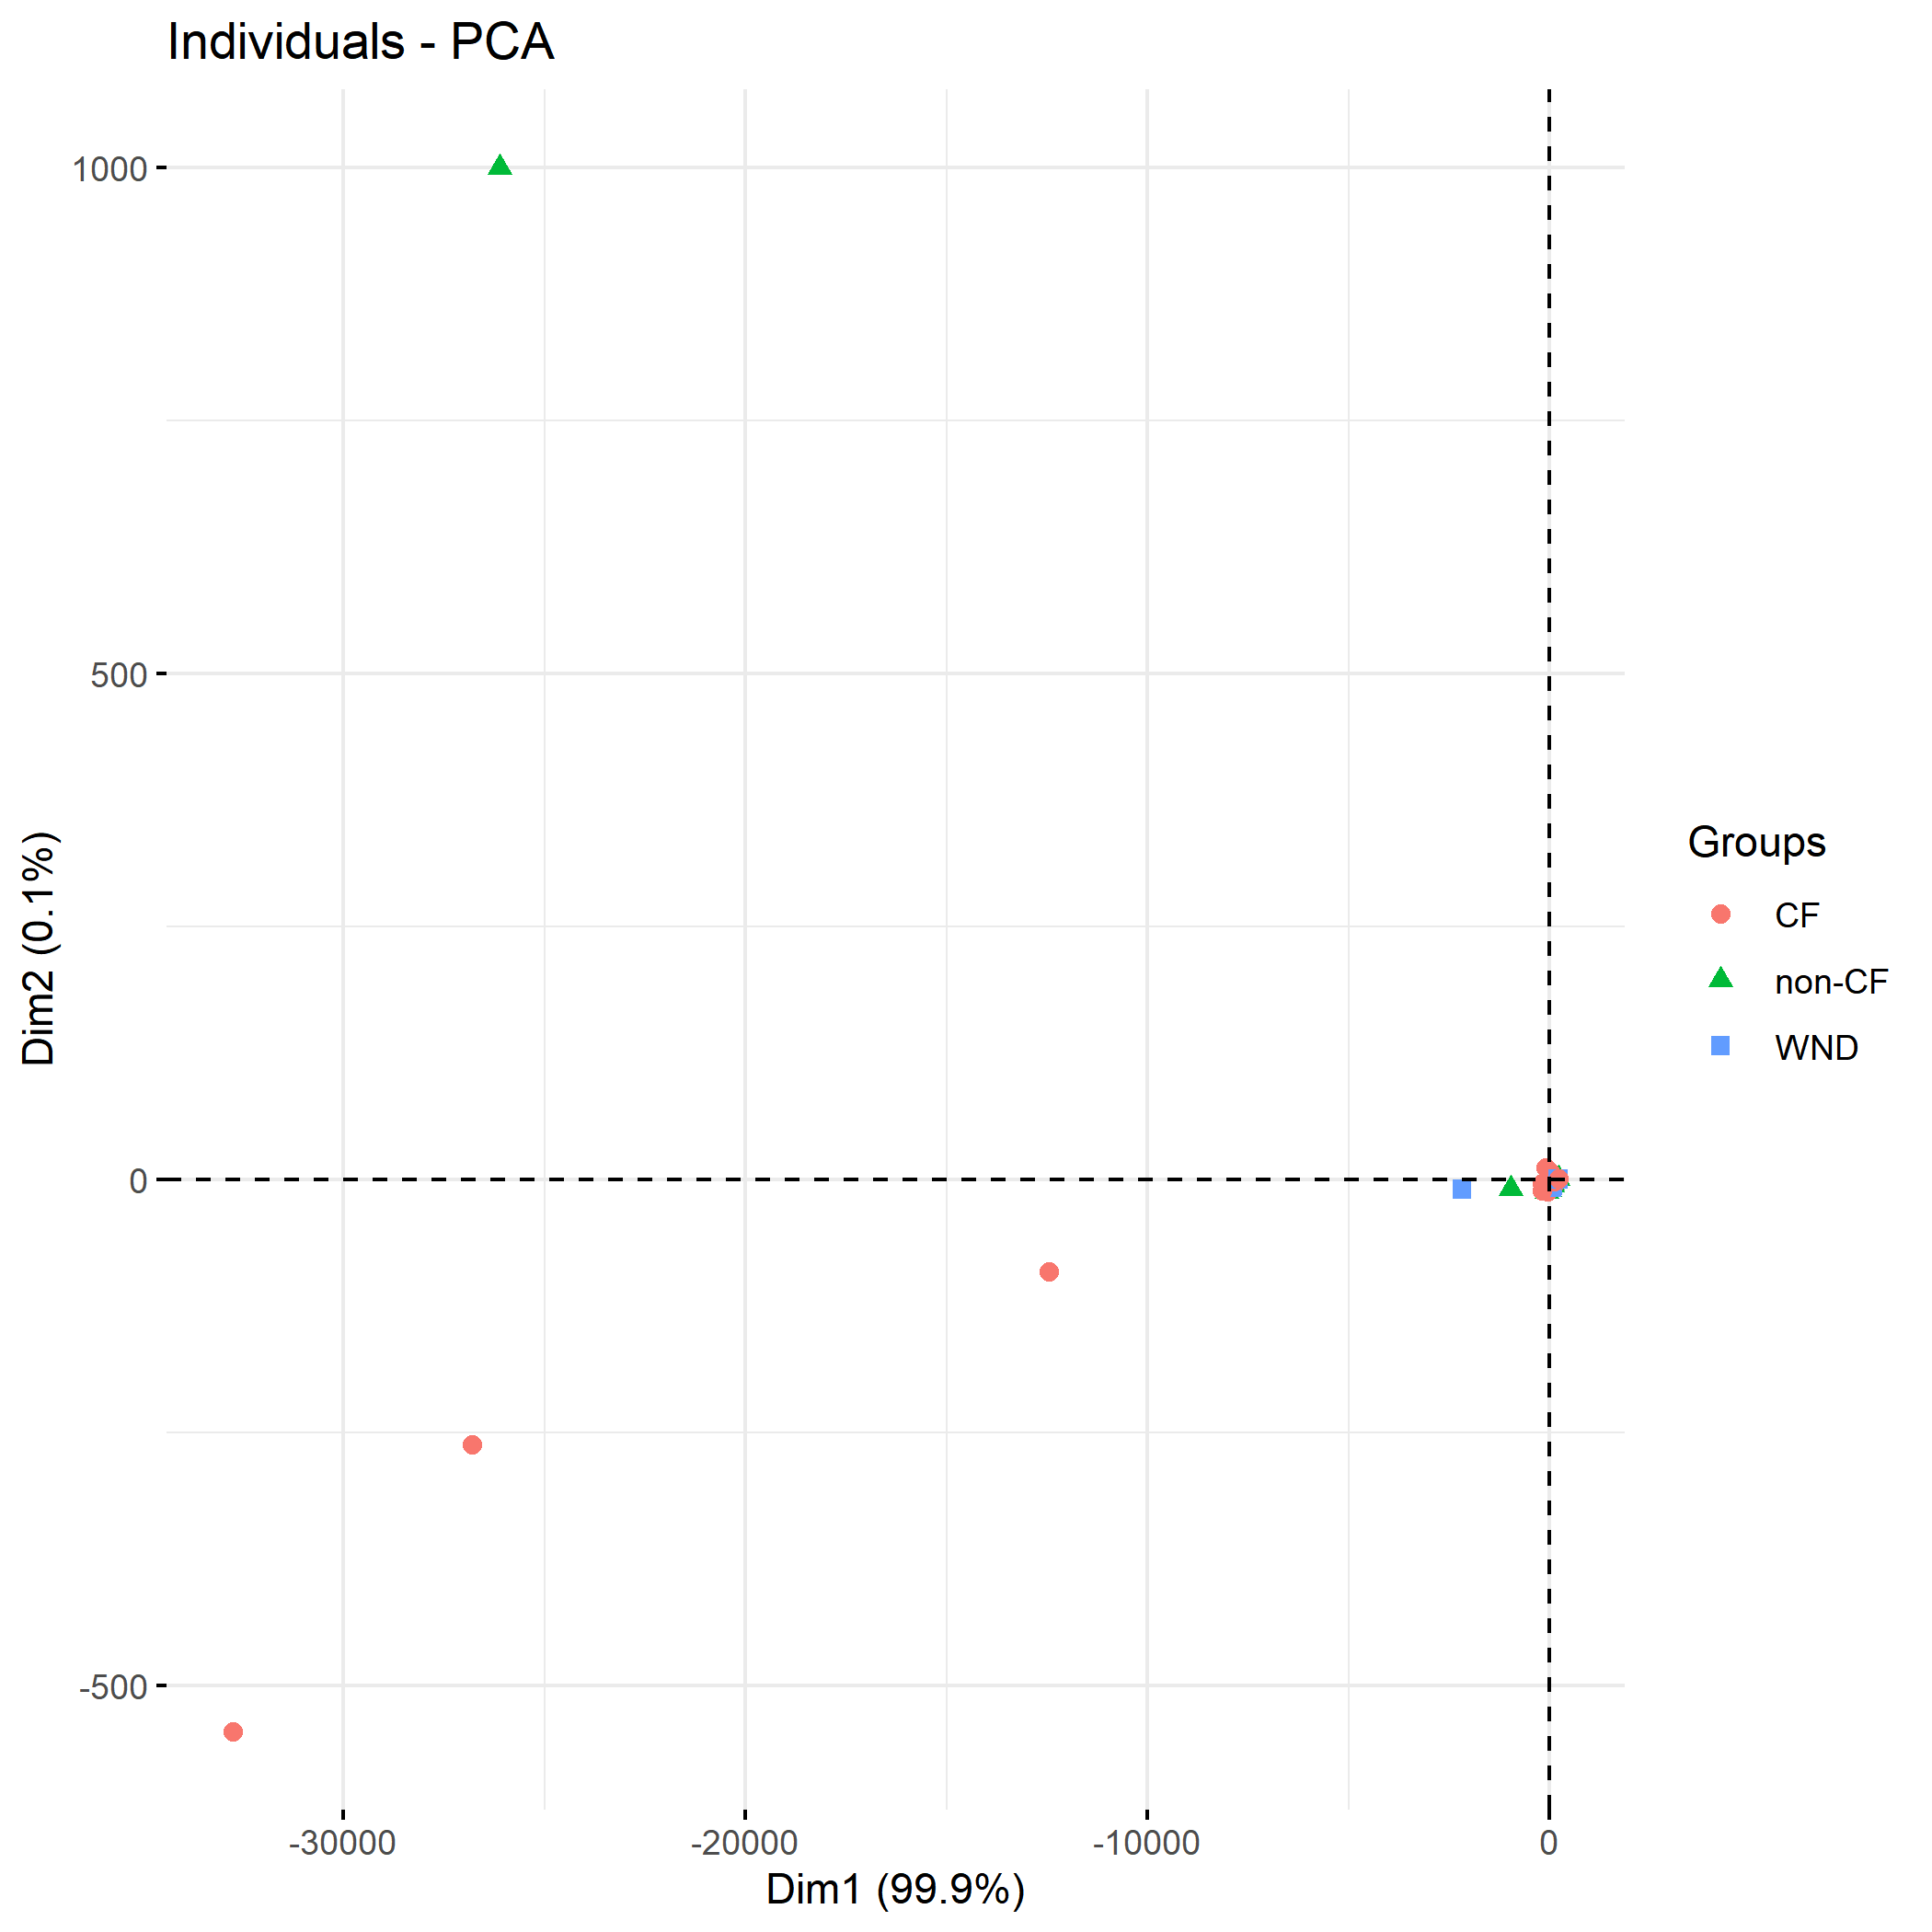 Individuals - PCA
1000
500
0
-500
Dim2 (0.1%)
-30000
-20000
-10000
0
Dim1 (99.9%)
Groups
CF
non-CF
WND